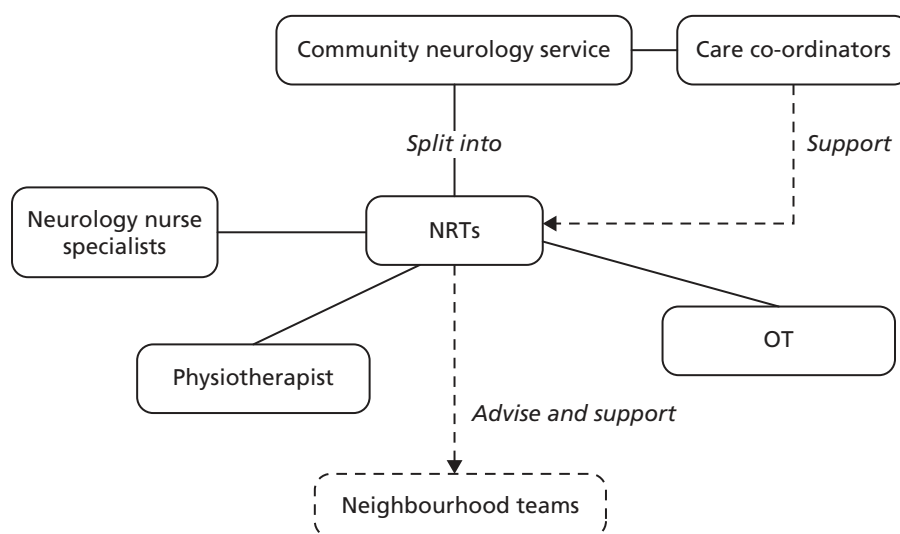 Community neurology service
Care co-ordinators
Split into
Support
Neurology nurse
specialists
NRTs
OT
Physiotherapist
Advise and support
Neighbourhood teams